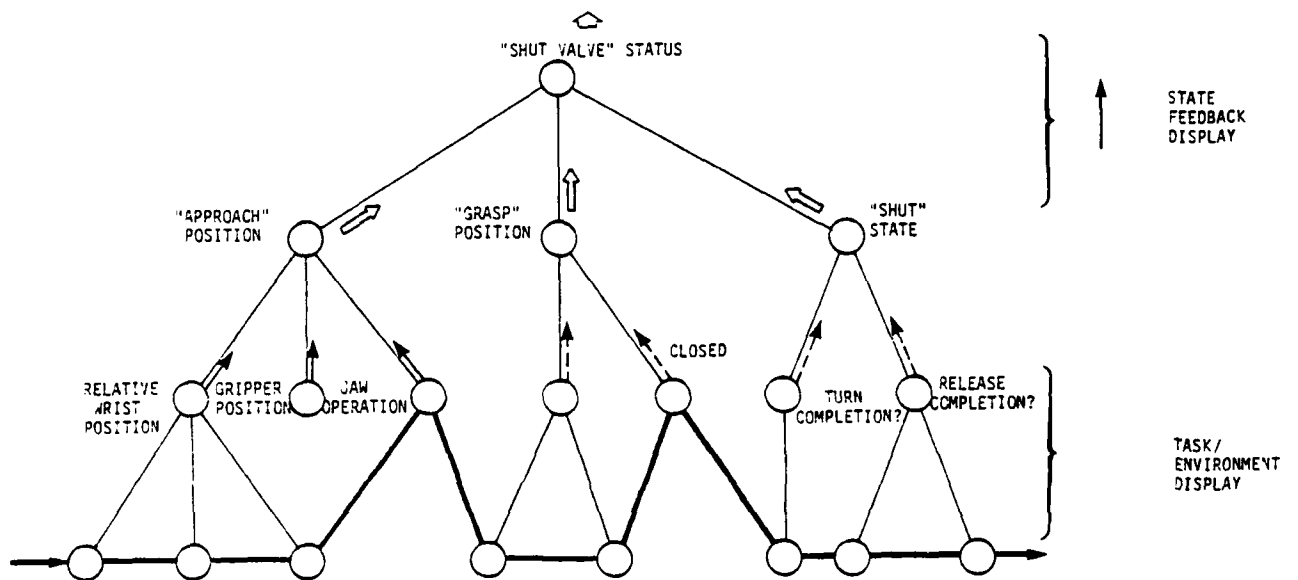 "SHUT VALVE" STATUS
STATE
FEEDBACK
DISPLAY
"APPROACH"
POSITION
"GRASP"
POSITION
"SHUT"
STATE
CLOSED
RELATIVE
WRIST
POSITION
GRIPPER
POSITION
JAW
OPERATION
TURN
COMPLETION?
RELEASE
COMPLETION?
TASK/
ENVIRONMENT
DISPLAY